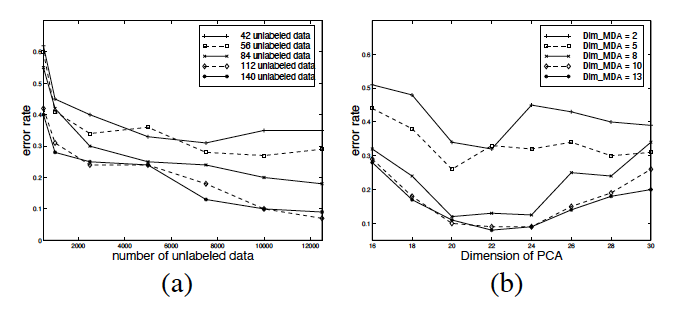 42 unlabeled data
56 unlabeled data
84 unlabeled data
112 unlabeled data
140 unlabeled data
0.6
0.5
0.4
0.3
0.2
0.1
0
error rate
2000 4000 6000 8000 10000 12000
number of unlabeled data
(a)
Dim_MDA = 2
Dim_MDA = 5
Dim_MDA = 8
Dim_MDA = 10
Dim_MDA = 13
0.6
0.5
0.4
0.3
0.2
0.1
error rate
16 18 20 22 24 26 28 30
Dimension of PCA
(b)